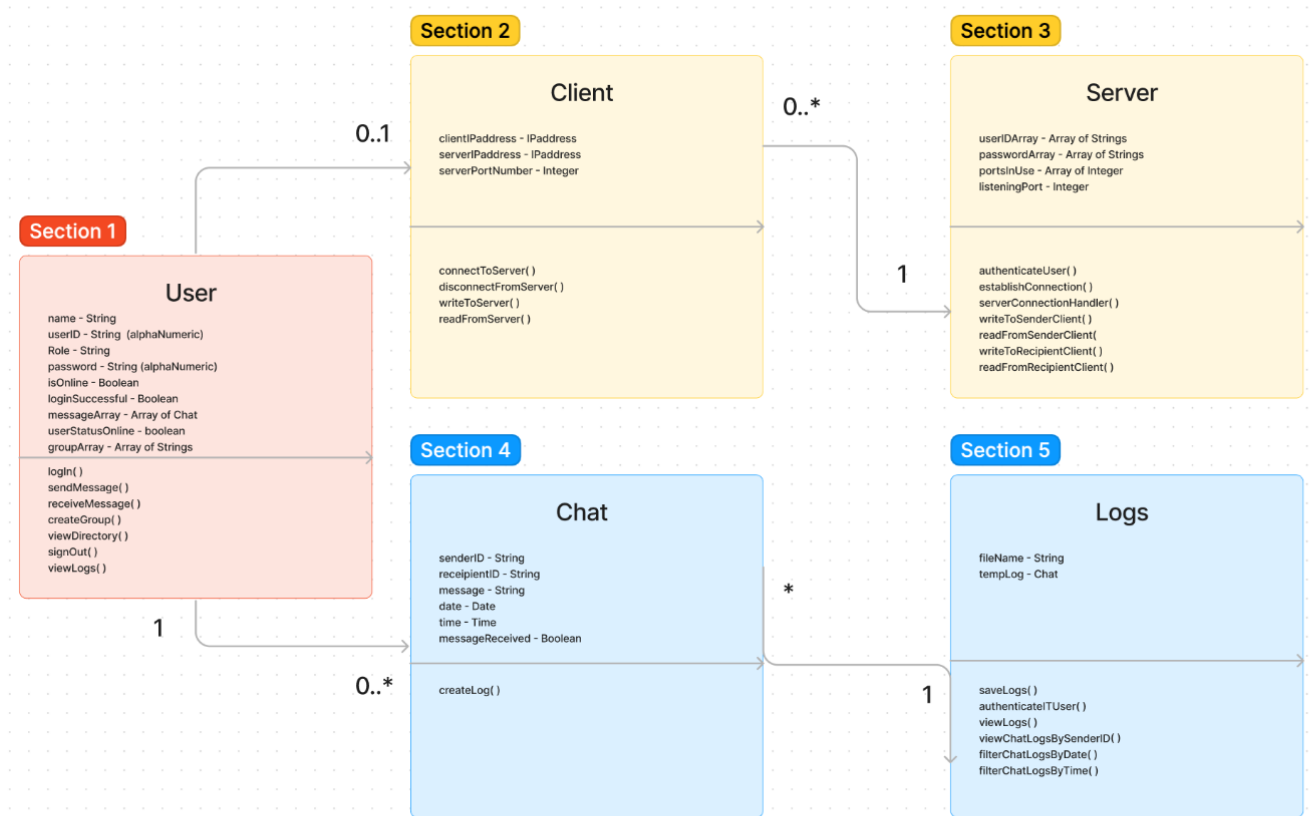 Section 1
User
name - String
userID - String (alphaNumeric)
Role - String
password - String (alphaNumeric)
isOnline - Boolean
loginSuccessful - Boolean
messageArray - Array of Chat
userStatusOnline - boolean
groupArray - Array of Strings
logIn( )
sendMessage( )
receiveMessage( )
createGroup( )
viewDirectory( )
signOut( )
viewLogs( )
0..1
1
0..*
Section 2
Client
clientIPaddress - IPaddress
serverIPaddress - IPaddress
serverPortNumber - Integer
connectToServer( )
disconnectFromServer( )
writeToServer( )
readFromServer( )
0..*
1
Section 3
Server
userIDArray - Array of Strings
passwordArray - Array of Strings
portsInUse - Array of Integer
listeningPort - Integer
authenticateUser( )
establishConnection( )
serverConnectionHandler( )
writeToSenderClient( )
readFromSenderClient(
writeToRecipientClient( )
readFromRecipientClient( )
Section 4
Chat
senderID - String
receipientID - String
message - String
date - Date
time - Time
messageReceived - Boolean
createLog( )
*
1
Section 5
Logs
fileName - String
tempLog - Chat
saveLogs( )
authenticateITUser( )
viewLogs( )
viewChatLogsBySenderID( )
filterChatLogsByDate( )
filterChatLogsByTime( )